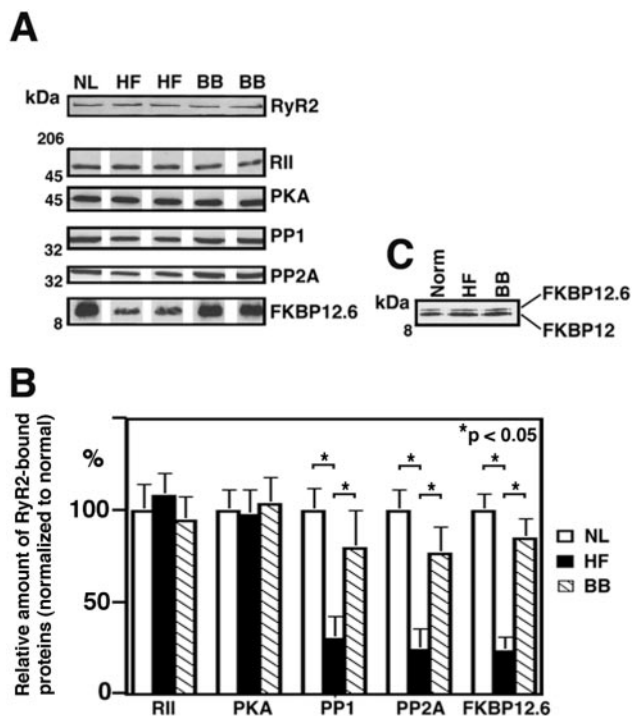 A
NL HF HF BB BB
kDa
RyR2
206
RII
45
45
PKA
PP1
32
PP2A
32
FKBP12.6
8
C
Norm
HF
BB
kDa
FKBP12.6
8
FKBP12
B
Relative amount of RyR2-bound
proteins (normalized to normal)
%
100
50
0
*p < 0.05
* * *
* * *
NL
HF
BB
RII PKA PP1 PP2A FKBP12.6